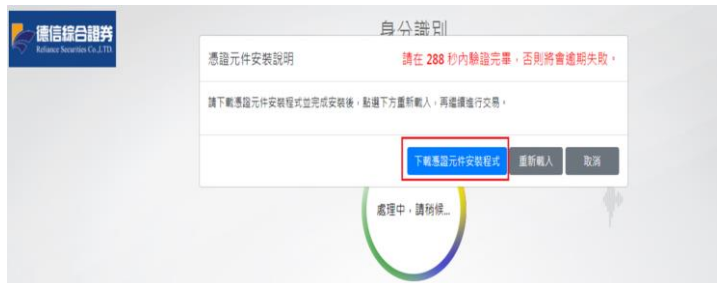 德信綜合證券
Reliance Securities Co.,LTD.
身分識別
憑證元件安裝說明
請在 288 秒內驗證完畢，否則將會逾期失敗。
請下載憑證元件安裝程式並完成安裝後，點選下方重新載入，再繼續進行交易。
下載憑證元件安裝程式
重新載入
取消
處理中，請稍候...